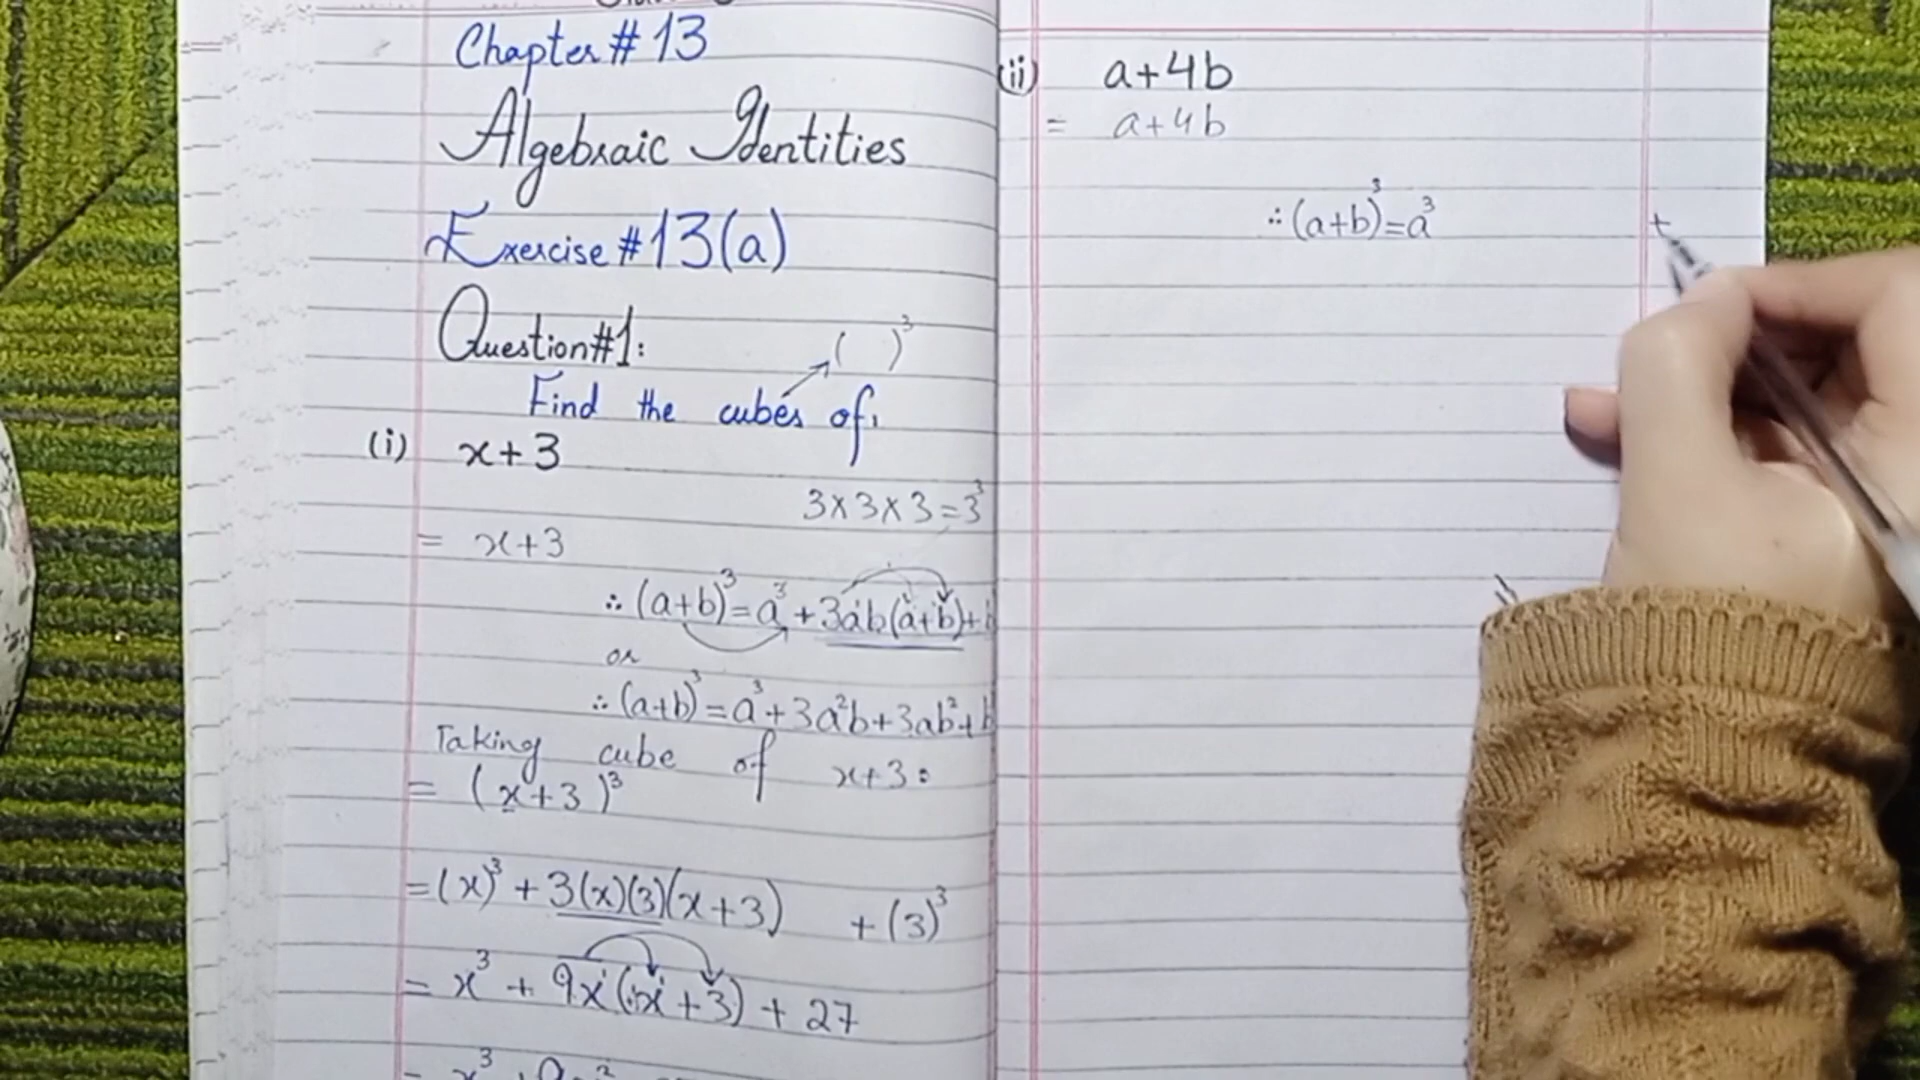 Chapter # 13
Algebraic Identities
Exercise # 13(a)
Question#1:
( )³
Find the cubes of:
(i) x+3
3×3×3=3³
= x+3
∴ (a+b)³=a³+3ab(a+b)+
or
∴ (a+b)³=a³+3a²b+3ab²+
Taking cube of x+3:
= (x+3)³
=(x)³+3(x)(3)(x+3) +(3)³
= x³ + 9x(x+3)+27
(ii) a+4b
= a+4b
∴(a+b)³=a³ +